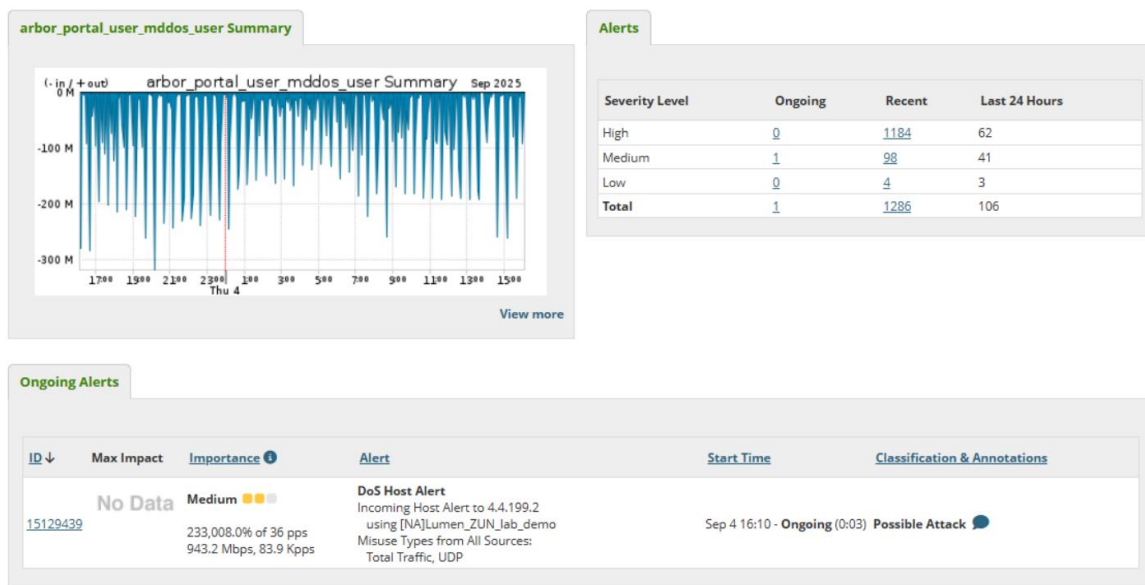 arbor_portal_user_mddos_user Summary
(- in / + out) arbor_portal_user_mddos_user Summary Sep 2025
0 M
-100 M
-200 M
-300 M
17:00 19:00 21:00 23:00 1:00 3:00 5:00 7:00 9:00 11:00 13:00 15:00
Thu 4
View more
Alerts
Severity Level Ongoing Recent Last 24 Hours
High 0 1184 62
Medium 1 98 41
Low 0 4 3
Total 1 1286 106
Ongoing Alerts
ID Max Impact Importance Alert Start Time Classification & Annotations
15129439
No Data
Medium
233,008.0% of 36 pps
943.2 Mbps, 83.9 Kpps
DoS Host Alert
Incoming Host Alert to 4.4.199.2
using [NA]Lumen_ZUN_lab_demo
Misuse Types from All Sources:
Total Traffic, UDP
Sep 4 16:10 - Ongoing (0:03)
Possible Attack